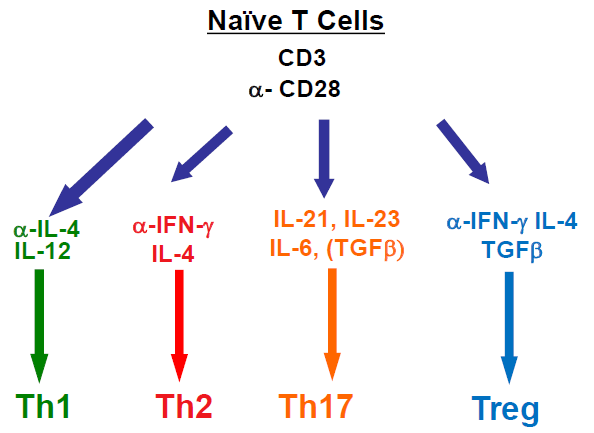 Naïve T Cells
CD3
α- CD28
α-IL-4
IL-12
α-IFN-γ
IL-4
IL-21, IL-23
IL-6, (TGFβ)
α-IFN-γ IL-4
TGFβ
Th1
Th2
Th17
Treg